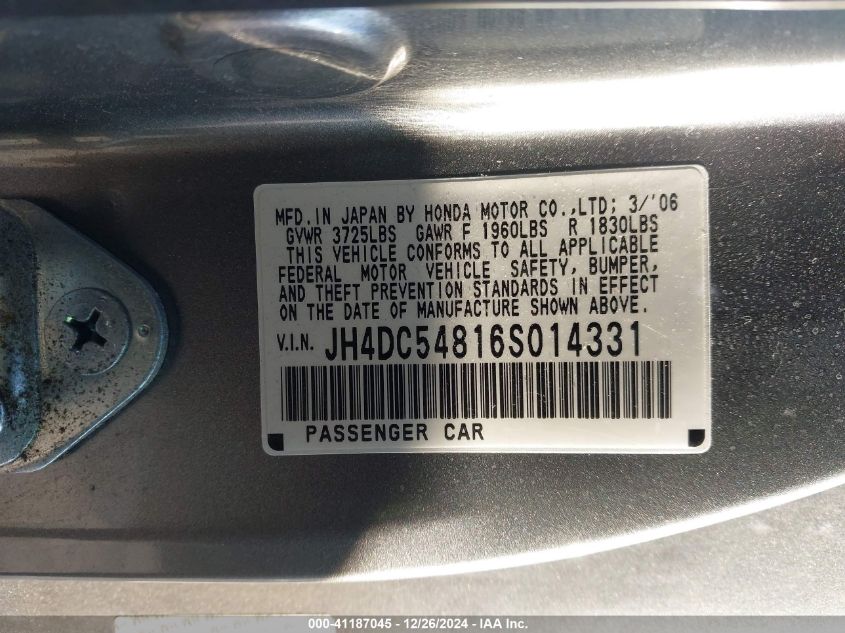 MFD.IN JAPAN BY HONDA MOTOR CO.,LTD; 3/'06
GVWR 3725LBS GAWR F 1960LBS R 1830LBS
THIS VEHICLE CONFORMS TO ALL APPLICABLE
FEDERAL MOTOR VEHICLE SAFETY, BUMPER,
AND THEFT PREVENTION STANDARDS IN EFFECT
ON THE DATE OF MANUFACTURE SHOWN ABOVE.
V.I.N. JH4DC54816S014331
PASSENGER CAR
000-41187045 - 12/26/2024 - IAA Inc.